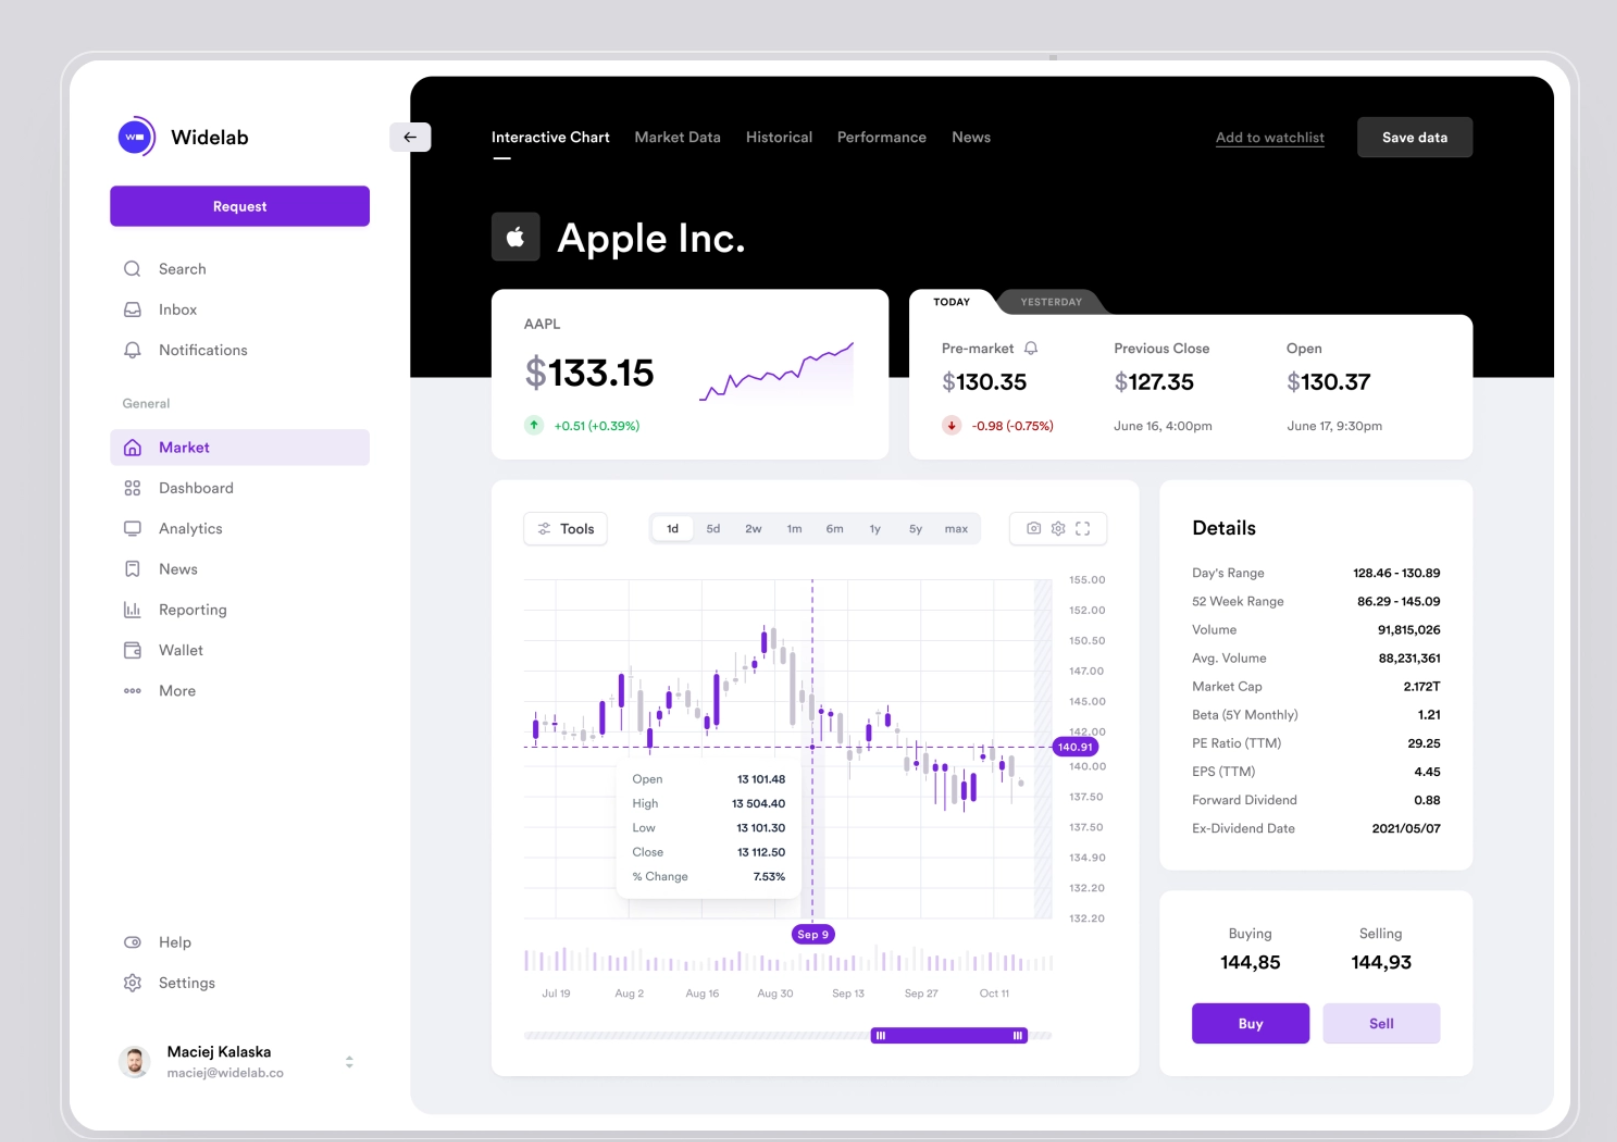 W
Widelab
Request
Search
Inbox
Notifications
General
Market
Dashboard
Analytics
News
Reporting
Wallet
More
Help
Settings
Maciej Kalaska
maciej@widelab.co
Interactive Chart Market Data Historical Performance News Add to watchlist Save data
Apple Inc.
AAPL
$133.15
+0.51 (+0.39%)
TODAY YESTERDAY
Pre-market Previous Close Open
$130.35 $127.35 $130.37
-0.98 (-0.75%) June 16, 4:00pm June 17, 9:30pm
Tools 1d 5d 2w 1m 6m 1y 5y max
155.00
152.00
150.50
147.00
145.00
142.00
140.91
140.00
137.50
137.50
134.90
132.20
132.20
Open 13 101.48
High 13 504.40
Low 13 101.30
Close 13 112.50
% Change 7.53%
Sep 9
Jul 19 Aug 2 Aug 16 Aug 30 Sep 13 Sep 27 Oct 11
Details
Day's Range 128.46 - 130.89
52 Week Range 86.29 - 145.09
Volume 91,815,026
Avg. Volume 88,231,361
Market Cap 2.172T
Beta (5Y Monthly) 1.21
PE Ratio (TTM) 29.25
EPS (TTM) 4.45
Forward Dividend 0.88
Ex-Dividend Date 2021/05/07
Buying Selling
144,85 144,93
Buy Sell